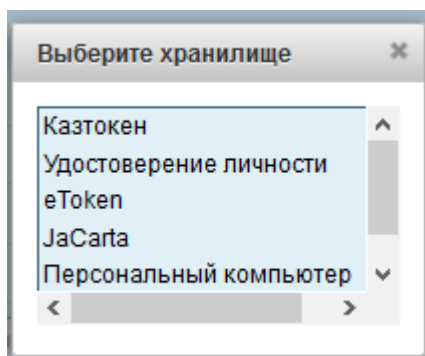 Выберите хранилище
Казтокен
Удостоверение личности
eToken
JaCarta
Персональный компьютер